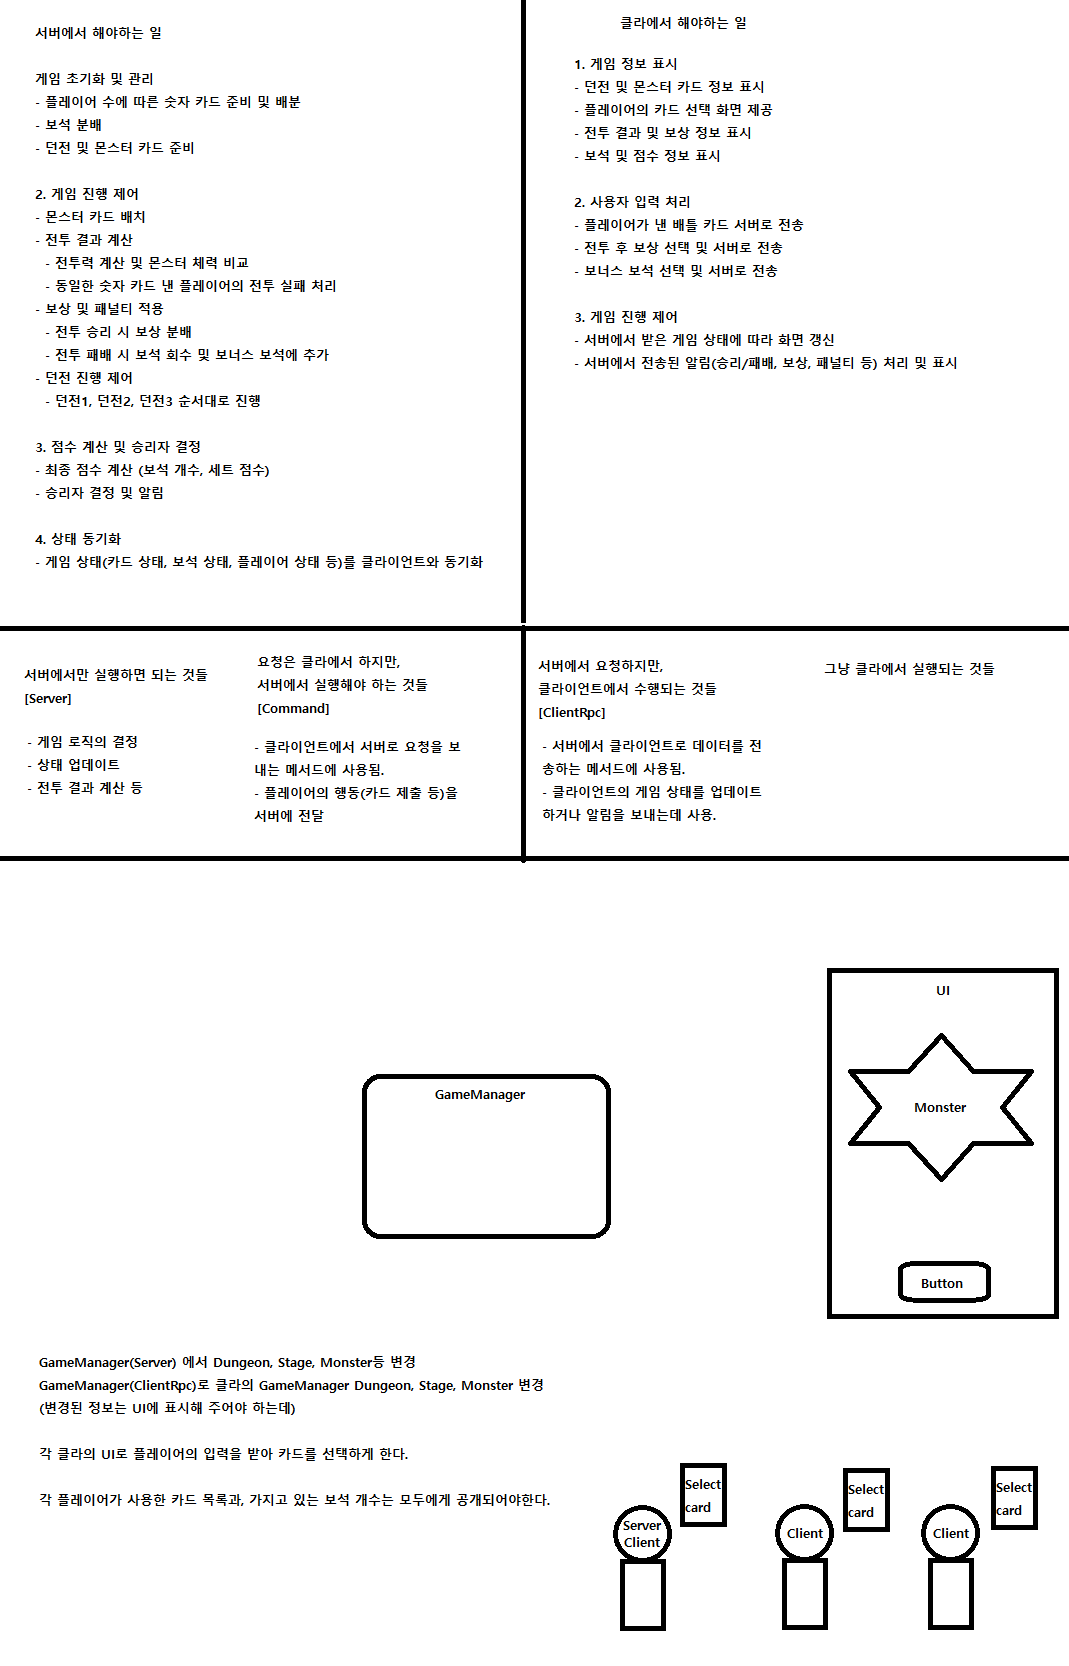 서버에서 해야하는 일
게임 초기화 및 관리
- 플레이어 수에 따른 숫자 카드 준비 및 배분
- 보석 분배
- 던전 및 몬스터 카드 준비
2. 게임 진행 제어
- 몬스터 카드 배치
- 전투 결과 계산
- 전투력 계산 및 몬스터 체력 비교
- 동일한 숫자 카드 낸 플레이어의 전투 실패 처리
- 보상 및 패널티 적용
- 전투 승리 시 보상 분배
- 전투 패배 시 보석 회수 및 보너스 보석에 추가
- 던전 진행 제어
- 던전1, 던전2, 던전3 순서대로 진행
3. 점수 계산 및 승리자 결정
- 최종 점수 계산 (보석 개수, 세트 점수)
- 승리자 결정 및 알림
4. 상태 동기화
- 게임 상태(카드 상태, 보석 상태, 플레이어 상태 등)를 클라이언트와 동기화
클라에서 해야하는 일
1. 게임 정보 표시
- 던전 및 몬스터 카드 정보 표시
- 플레이어의 카드 선택 화면 제공
- 전투 결과 및 보상 정보 표시
- 보석 및 점수 정보 표시
2. 사용자 입력 처리
- 플레이어가 낸 배틀 카드 서버로 전송
- 전투 후 보상 선택 및 서버로 전송
- 보너스 보석 선택 및 서버로 전송
3. 게임 진행 제어
- 서버에서 받은 게임 상태에 따라 화면 갱신
- 서버에서 전송된 알림(승리/패배, 보상, 패널티 등) 처리 및 표시
서버에서만 실행하면 되는 것들
[Server]
- 게임 로직의 결정
- 상태 업데이트
- 전투 결과 계산 등
요청은 클라에서 하지만,
서버에서 실행해야 하는 것들
[Command]
- 클라이언트에서 서버로 요청을 보
내는 메서드에 사용됨.
- 플레이어의 행동(카드 제출 등)을
서버에 전달
서버에서 요청하지만,
클라이언트에서 수행되는 것들
[ClientRpc]
- 서버에서 클라이언트로 데이터를 전
송하는 메서드에 사용됨.
- 클라이언트의 게임 상태를 업데이트
하거나 알림을 보내는데 사용.
그냥 클라에서 실행되는 것들
GameManager
UI
Monster
Button
GameManager(Server) 에서 Dungeon, Stage, Monster등 변경
GameManager(ClientRpc)로 클라의 GameManager Dungeon, Stage, Monster 변경
(변경된 정보는 UI에 표시해 주어야 하는데)
각 클라의 UI로 플레이어의 입력을 받아 카드를 선택하게 한다.
각 플레이어가 사용한 카드 목록과, 가지고 있는 보석 개수는 모두에게 공개되어야한다.
Select
card
Server
Client
Select
card
Client
Select
card
Client